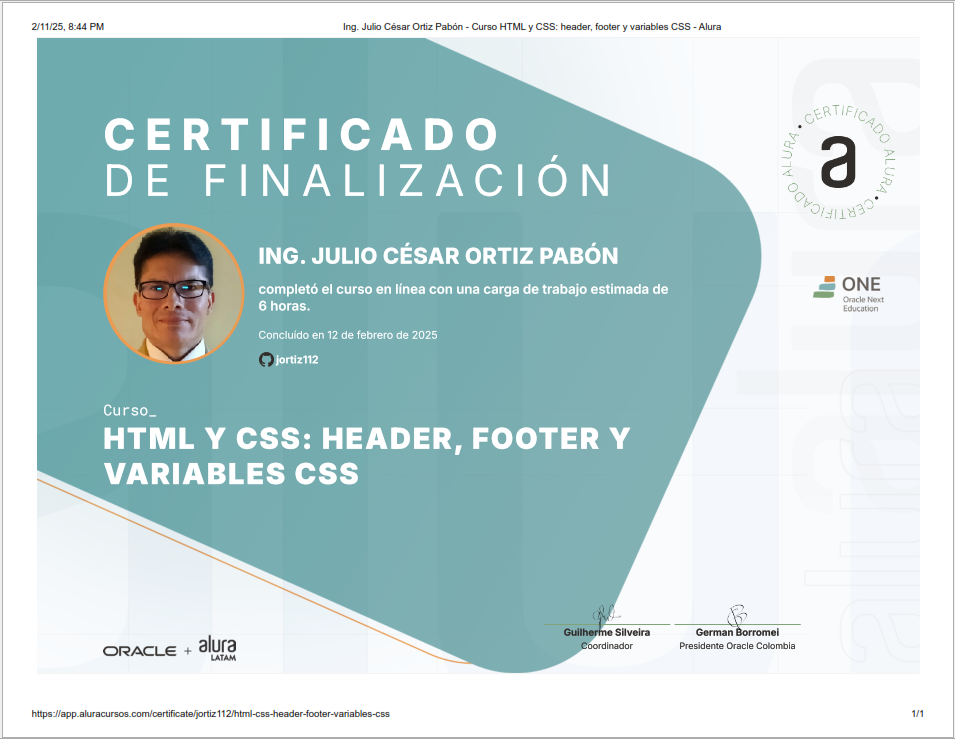 2/11/25, 8:44 PM
Ing. Julio César Ortiz Pabón - Curso HTML y CSS: header, footer y variables CSS - Alura
CERTIFICADO
DE FINALIZACIÓN
CERTIFICADO ALURA • CERTIFICADO ALURA •
a
ING. JULIO CÉSAR ORTIZ PABÓN
completó el curso en línea con una carga de trabajo estimada de
6 horas.
Concluído en 12 de febrero de 2025
jortiz112
ONE
Oracle Next
Education
Curso_
HTML Y CSS: HEADER, FOOTER Y
VARIABLES CSS
ORACLE + alura
LATAM
Guilherme Silveira
Coordinador
German Borromei
Presidente Oracle Colombia
alura
https://app.aluracursos.com/certificate/jortiz112/html-css-header-footer-variables-css
1/1